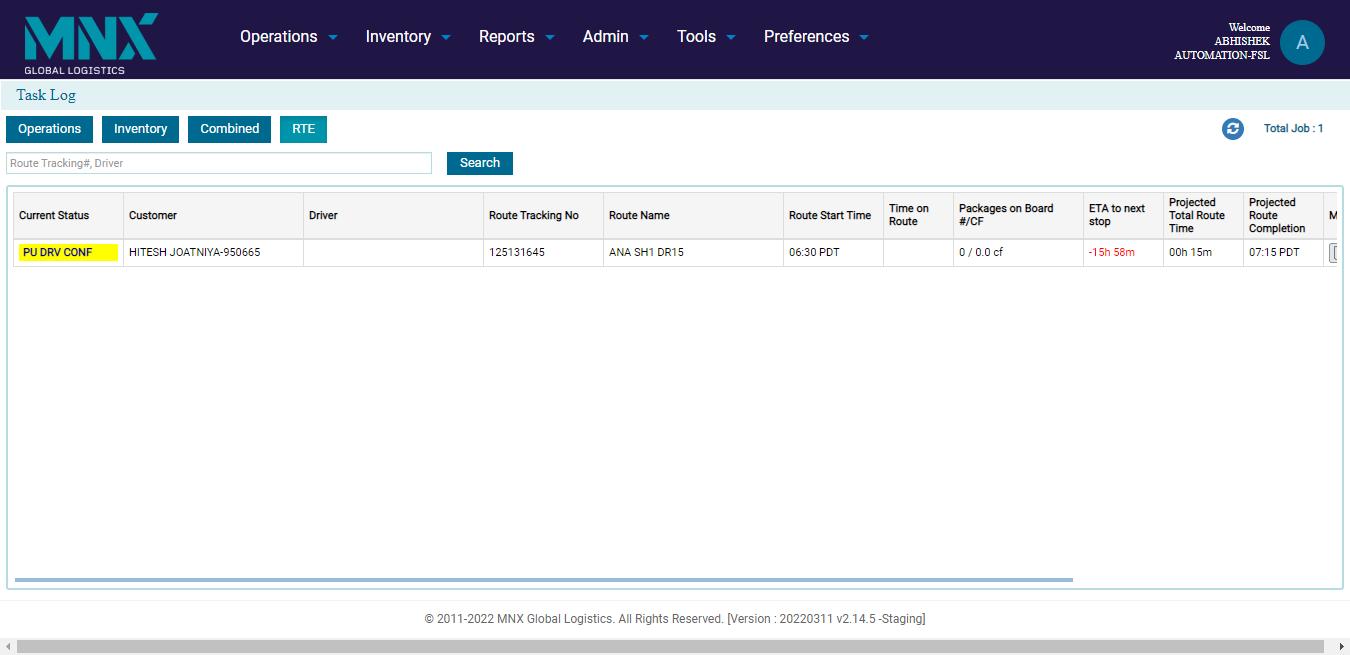 MNX
GLOBAL LOGISTICS
Operations Inventory Reports Admin Tools Preferences
Welcome
ABHISHEK
AUTOMATION-FSL
A
Task Log
Operations Inventory Combined RTE
Total Job : 1
Route Tracking#, Driver
Search
Current Status Customer Driver Route Tracking No Route Name Route Start Time Time on Route Packages on Board #/CF ETA to next stop Projected Total Route Time Projected Route Completion M
PU DRV CONF HITESH JOATNIYA-950665 125131645 ANA SH1 DR15 06:30 PDT 0 / 0.0 cf -15h 58m 00h 15m 07:15 PDT
© 2011-2022 MNX Global Logistics. All Rights Reserved. [Version : 20220311 v2.14.5 -Staging]